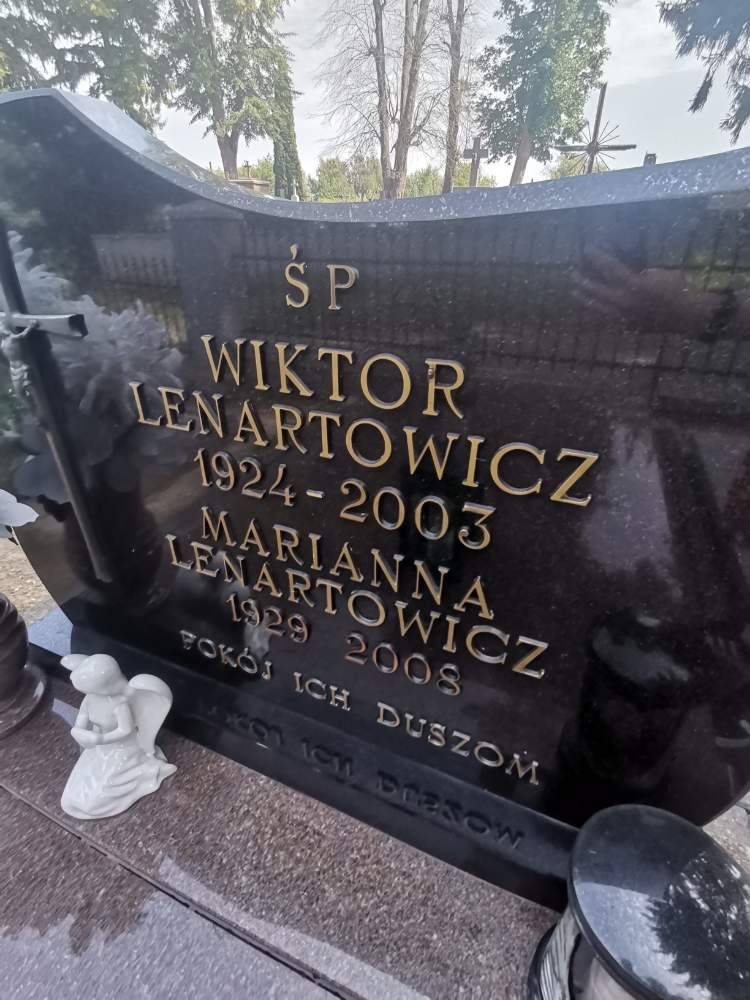 ŚP
WIKTOR
LENARTOWICZ
1924-2003
MARIANNA
LENARTOWICZ
1929 2008
POKÓJ ICH DUSZOM